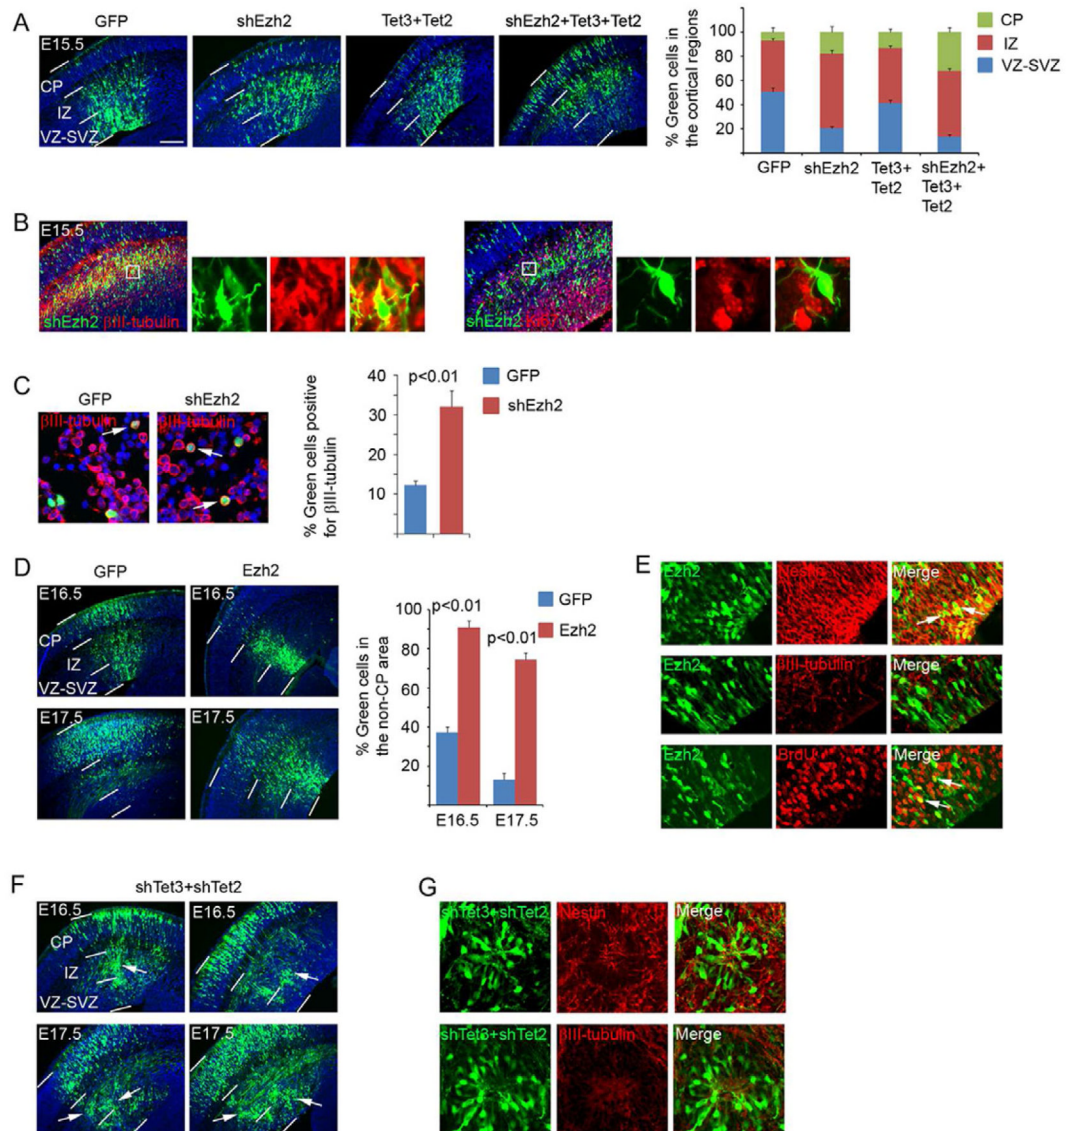 A
GFP
shEzh2
Tet3+Tet2
shEzh2+Tet3+Tet2
E15.5
CP
IZ
VZ-SVZ
% Green cells in
the cortical regions
100
80
60
40
20
GFP
shEzh2
Tet3+
Tet2
shEzh2+
Tet3+
Tet2
CP
IZ
VZ-SVZ
B
E15.5
shEzh2 βIII-tubulin
shEzh2 Ki67
C
GFP
shEzh2
βIII-tubulin
βIII-tubulin
% Green cells positive
for βIII-tubulin
40
30
20
10
p<0.01
GFP
shEzh2
D
GFP
Ezh2
E16.5
E16.5
CP
IZ
VZ-SVZ
E17.5
E17.5
% Green cells in
the non-CP area
100
80
60
40
20
p<0.01
p<0.01
GFP
Ezh2
E16.5
E17.5
E
Ezh2
Nestin
Merge
Ezh2
βIII-tubulin
Merge
Ezh2
BrdU
Merge
F
shTet3+shTet2
E16.5
E16.5
CP
IZ
VZ-SVZ
E17.5
E17.5
G
shTet3+shTet2
Nestin
Merge
shTet3+shTet2
βIII-tubulin
Merge